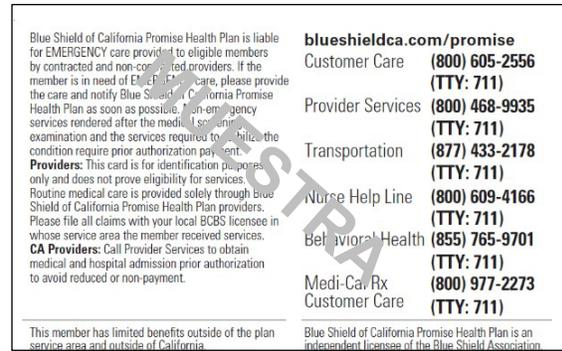 Blue Shield of California Promise Health Plan is liable
for EMERGENCY care provided to eligible members
by contracted and non-contracted providers. If the
member is in need of EMERGENCY care, please provide
the care and notify Blue Shield of California Promise
Health Plan as soon as possible. Non-emergency
services rendered after the medical screening
examination and the services required to stabilize the
condition require prior authorization payment.
Providers: This card is for identification purposes
only and does not prove eligibility for services.
Routine medical care is provided solely through Blue
Shield of California Promise Health Plan providers.
Please file all claims with your local BCBS licensee in
whose service area the member received services.
CA Providers: Call Provider Services to obtain
medical and hospital admission prior authorization
to avoid reduced or non-payment.
This member has limited benefits outside of the plan
service area and outside of California.
blueshieldca.com/promise
Customer Care (800) 605-2556
(TTY: 711)
Provider Services (800) 468-9935
(TTY: 711)
Transportation (877) 433-2178
(TTY: 711)
Nurse Help Line (800) 609-4166
(TTY: 711)
Behavioral Health (855) 765-9701
(TTY: 711)
Medi-Cal Rx (800) 977-2273
Customer Care (TTY: 711)
Blue Shield of California Promise Health Plan is an
independent licensee of the Blue Shield Association.
MUESTRA